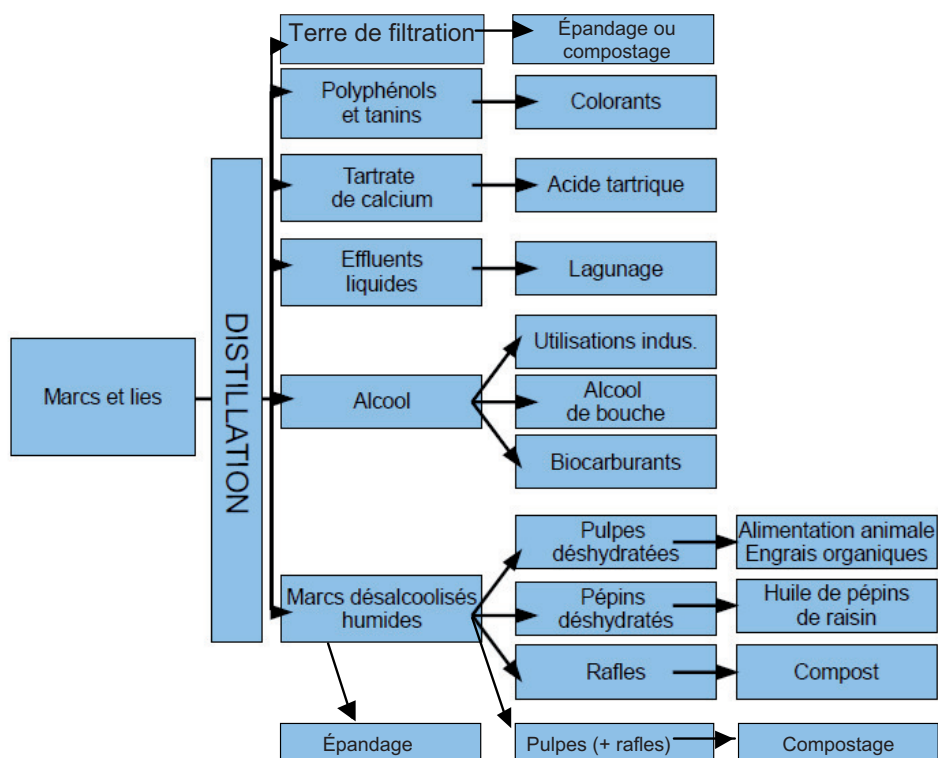 Terre de filtration
Épandage ou
compostage
Polyphénols
et tanins
Colorants
Tartrate
de calcium
Acide tartrique
Effluents
liquides
Lagunage
DISTILLATION
Marcs et lies
Alcool
Utilisations indus.
Alcool
de bouche
Biocarburants
Marcs désalcoolisés
humides
Pulpes
déshydratées
Alimentation animale
Engrais organiques
Pépins
déshydratés
Huile de pépins
de raisin
Rafles
Compost
Épandage
Pulpes (+ rafles)
Compostage